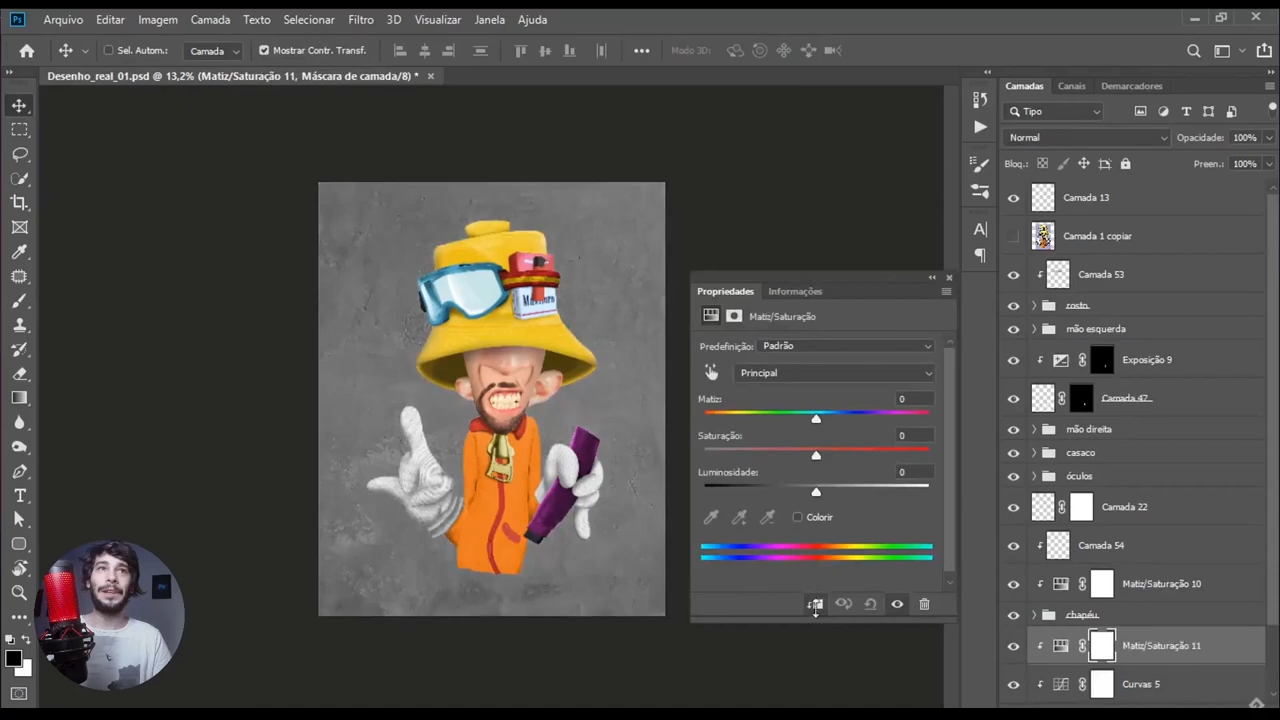 Ps Arquivo Editar Imagem Camada Texto Selecionar Filtro 3D Visualizar Janela Ajuda
Sel. Autom.: Camada Mostrar Contr. Transf. Modo 3D:
Desenho_real_01.psd @ 13,2% (Matiz/Saturação 11, Máscara de camada/8) *
Camadas Canais Demarcadores
Tipo
Normal Opacidade: 100%
Bloq.: Preen.: 100%
Camada 13
Camada 1 copiar
Camada 53
rosto
mão esquerda
Exposição 9
Camada 47
mão direita
casaco
óculos
Camada 22
Camada 54
Matiz/Saturação 10
chapéu
Matiz/Saturação 11
Curvas 5
Propriedades Informações
Matiz/Saturação
Predefinição: Padrão
Principal
Matiz: 0
Saturação: 0
Luminosidade: 0
Colorir
Marlboro
Ps